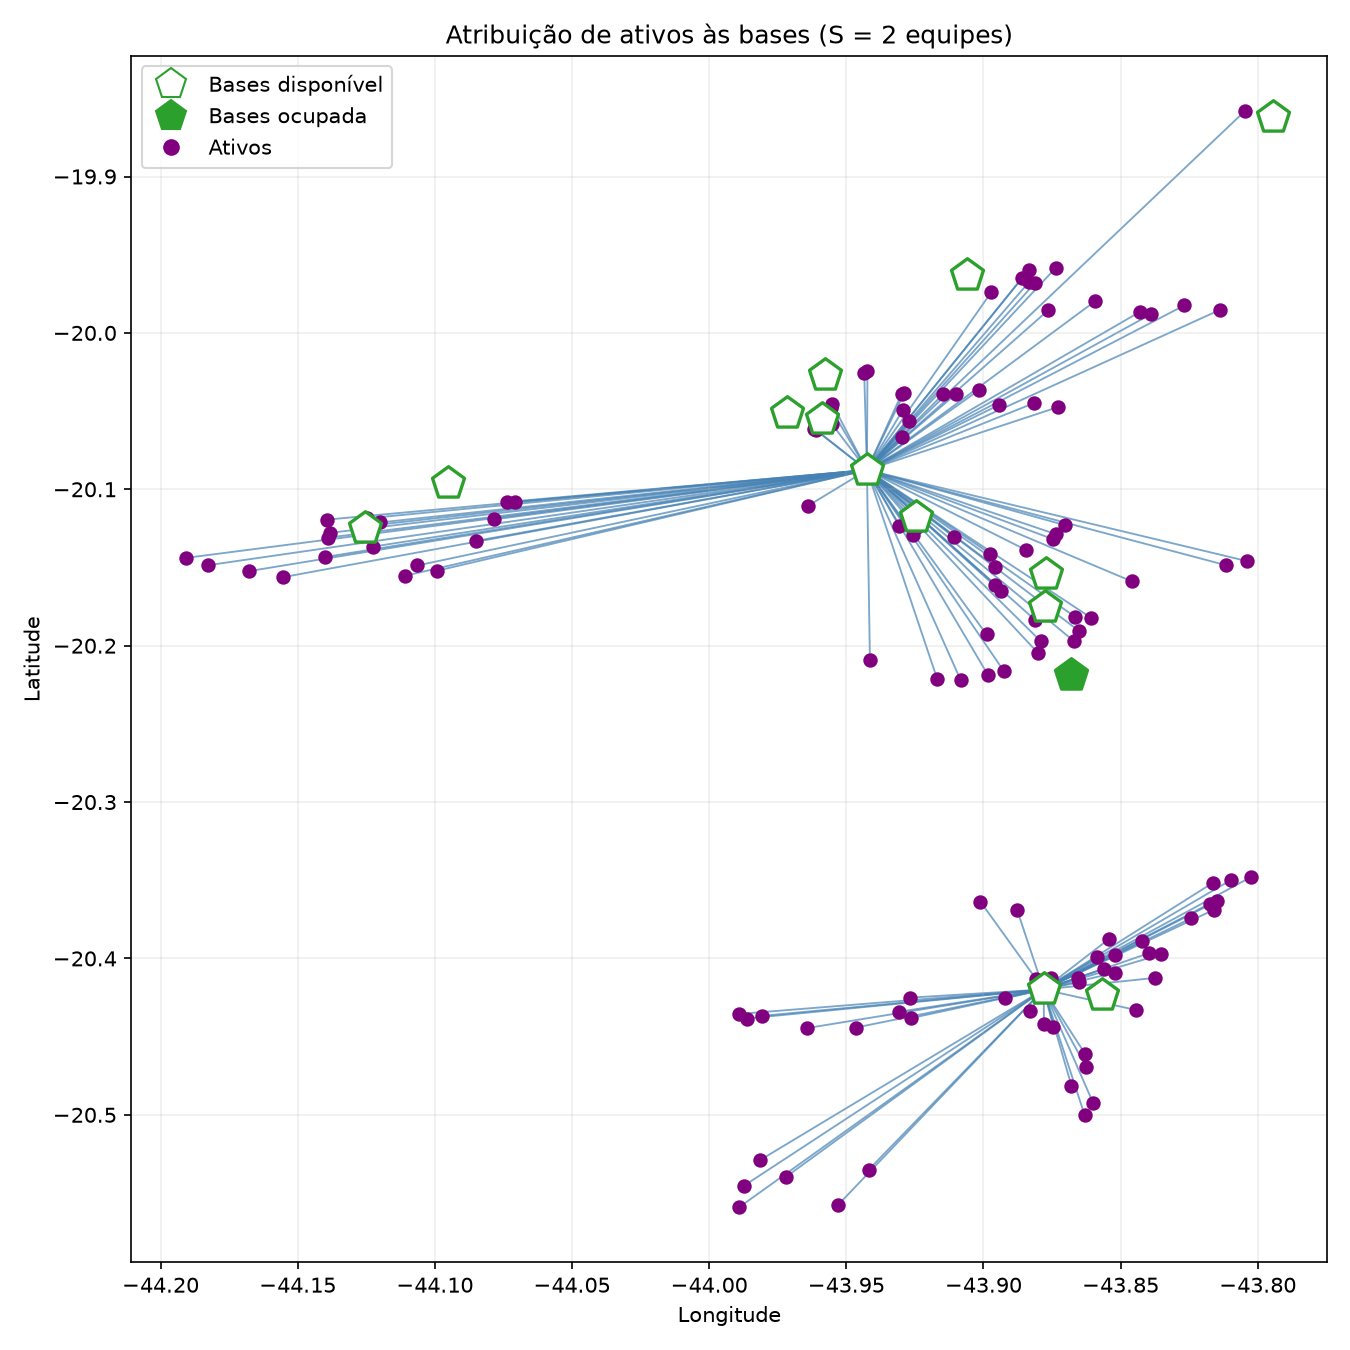 Atribuição de ativos às bases (S = 2 equipes)
Bases disponível
Bases ocupada
Ativos
Latitude
−19.9
−20.0
−20.1
−20.2
−20.3
−20.4
−20.5
−44.20 −44.15 −44.10 −44.05 −44.00 −43.95 −43.90 −43.85 −43.80
Longitude